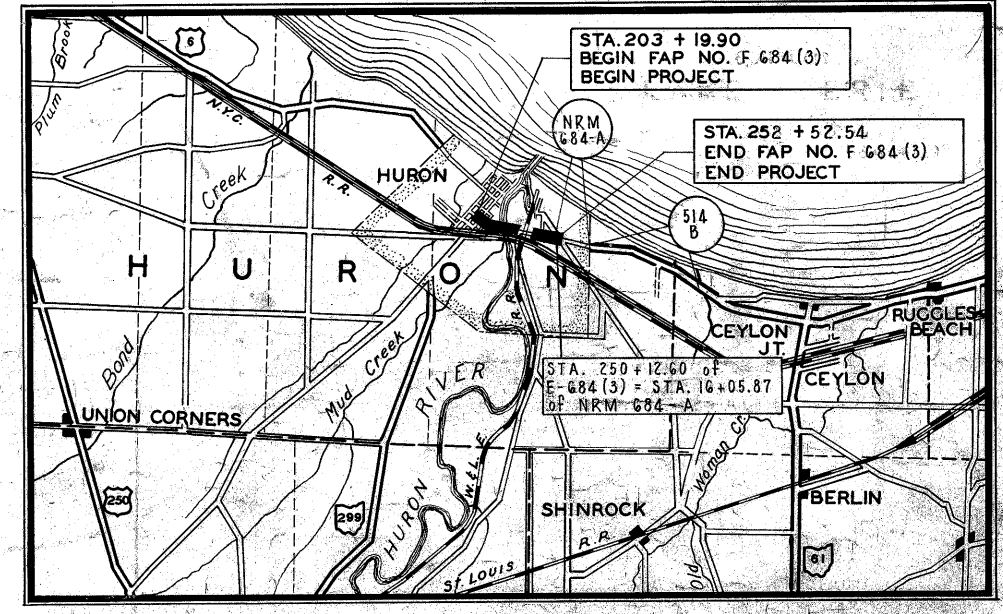 STA. 203 + 19.90
BEGIN FAP NO. F 684 (3)
BEGIN PROJECT
6
Plum Brook
N.Y.C.
R.R.
NRM
684-A
STA. 252 + 52.54
END FAP NO. F 684 (3)
END PROJECT
HURON
Creek
514
B
HURON
R.R.
RUGGLES
BEACH
CEYLON
JT.
Bond
Mud Creek
RIVER
STA. 250 + 12.60 of
E-684(3) = STA. 16+05.87
of NRM 684-A
CEYLON
UNION CORNERS
W. & L. E.
Woman Cr.
250
299
HURON
SHINROCK
BERLIN
R.R.
ST. LOUIS
Old
61